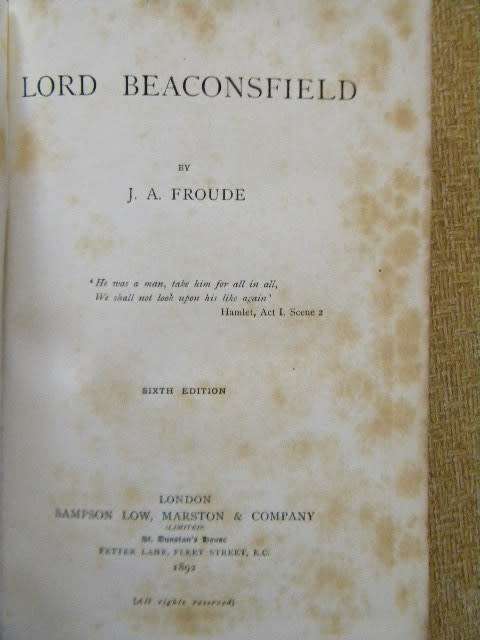 LORD BEACONSFIELD
BY
J. A. FROUDE
‘He was a man, take him for all in all,
We shall not look upon his like again’
Hamlet, Act I. Scene 2
SIXTH EDITION
LONDON
SAMPSON LOW, MARSTON & COMPANY
(LIMITED)
St. Dunstan's House
FETTER LANE, FLEET STREET, E.C.
1892
[All rights reserved]